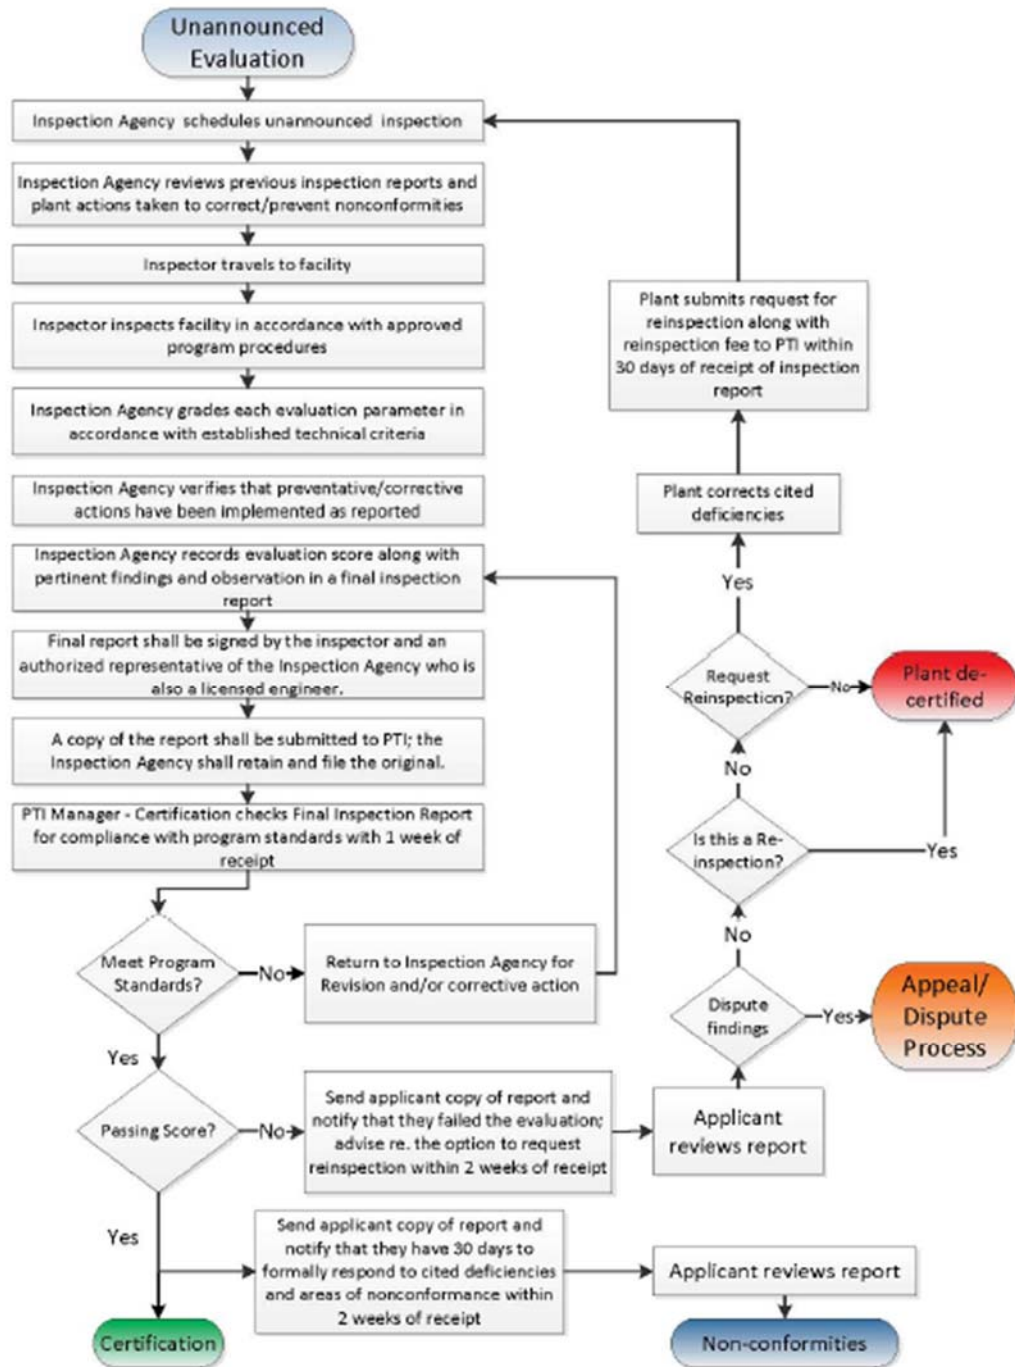 Unannounced
Evaluation
Inspection Agency schedules unannounced inspection
Inspection Agency reviews previous inspection reports and
plant actions taken to correct/prevent nonconformities
Inspector travels to facility
Inspector inspects facility in accordance with approved
program procedures
Inspection Agency grades each evaluation parameter in
accordance with established technical criteria
Inspection Agency verifies that preventative/corrective
actions have been implemented as reported
Inspection Agency records evaluation score along with
pertinent findings and observation in a final inspection
report
Final report shall be signed by the inspector and an
authorized representative of the Inspection Agency who is
also a licensed engineer.
A copy of the report shall be submitted to PTI; the
Inspection Agency shall retain and file the original.
PTI Manager - Certification checks Final Inspection Report
for compliance with program standards with 1 week of
receipt
Meet Program
Standards?
No
Return to Inspection Agency for
Revision and/or corrective action
Yes
Passing Score?
No
Send applicant copy of report and
notify that they failed the evaluation;
advise re. the option to request
reinspection within 2 weeks of receipt
Applicant
reviews report
Dispute
findings
Yes
Appeal/
Dispute
Process
No
Is this a Re-
inspection?
Yes
No
Request
Reinspection?
No
Plant de-
certified
Yes
Plant corrects cited
deficiencies
Plant submits request for
reinspection along with
reinspection fee to PTI within
30 days of receipt of inspection
report
Yes
Send applicant copy of report and
notify that they have 30 days to
formally respond to cited deficiencies
and areas of nonconformance within
2 weeks of receipt
Applicant reviews report
Certification
Non-conformities